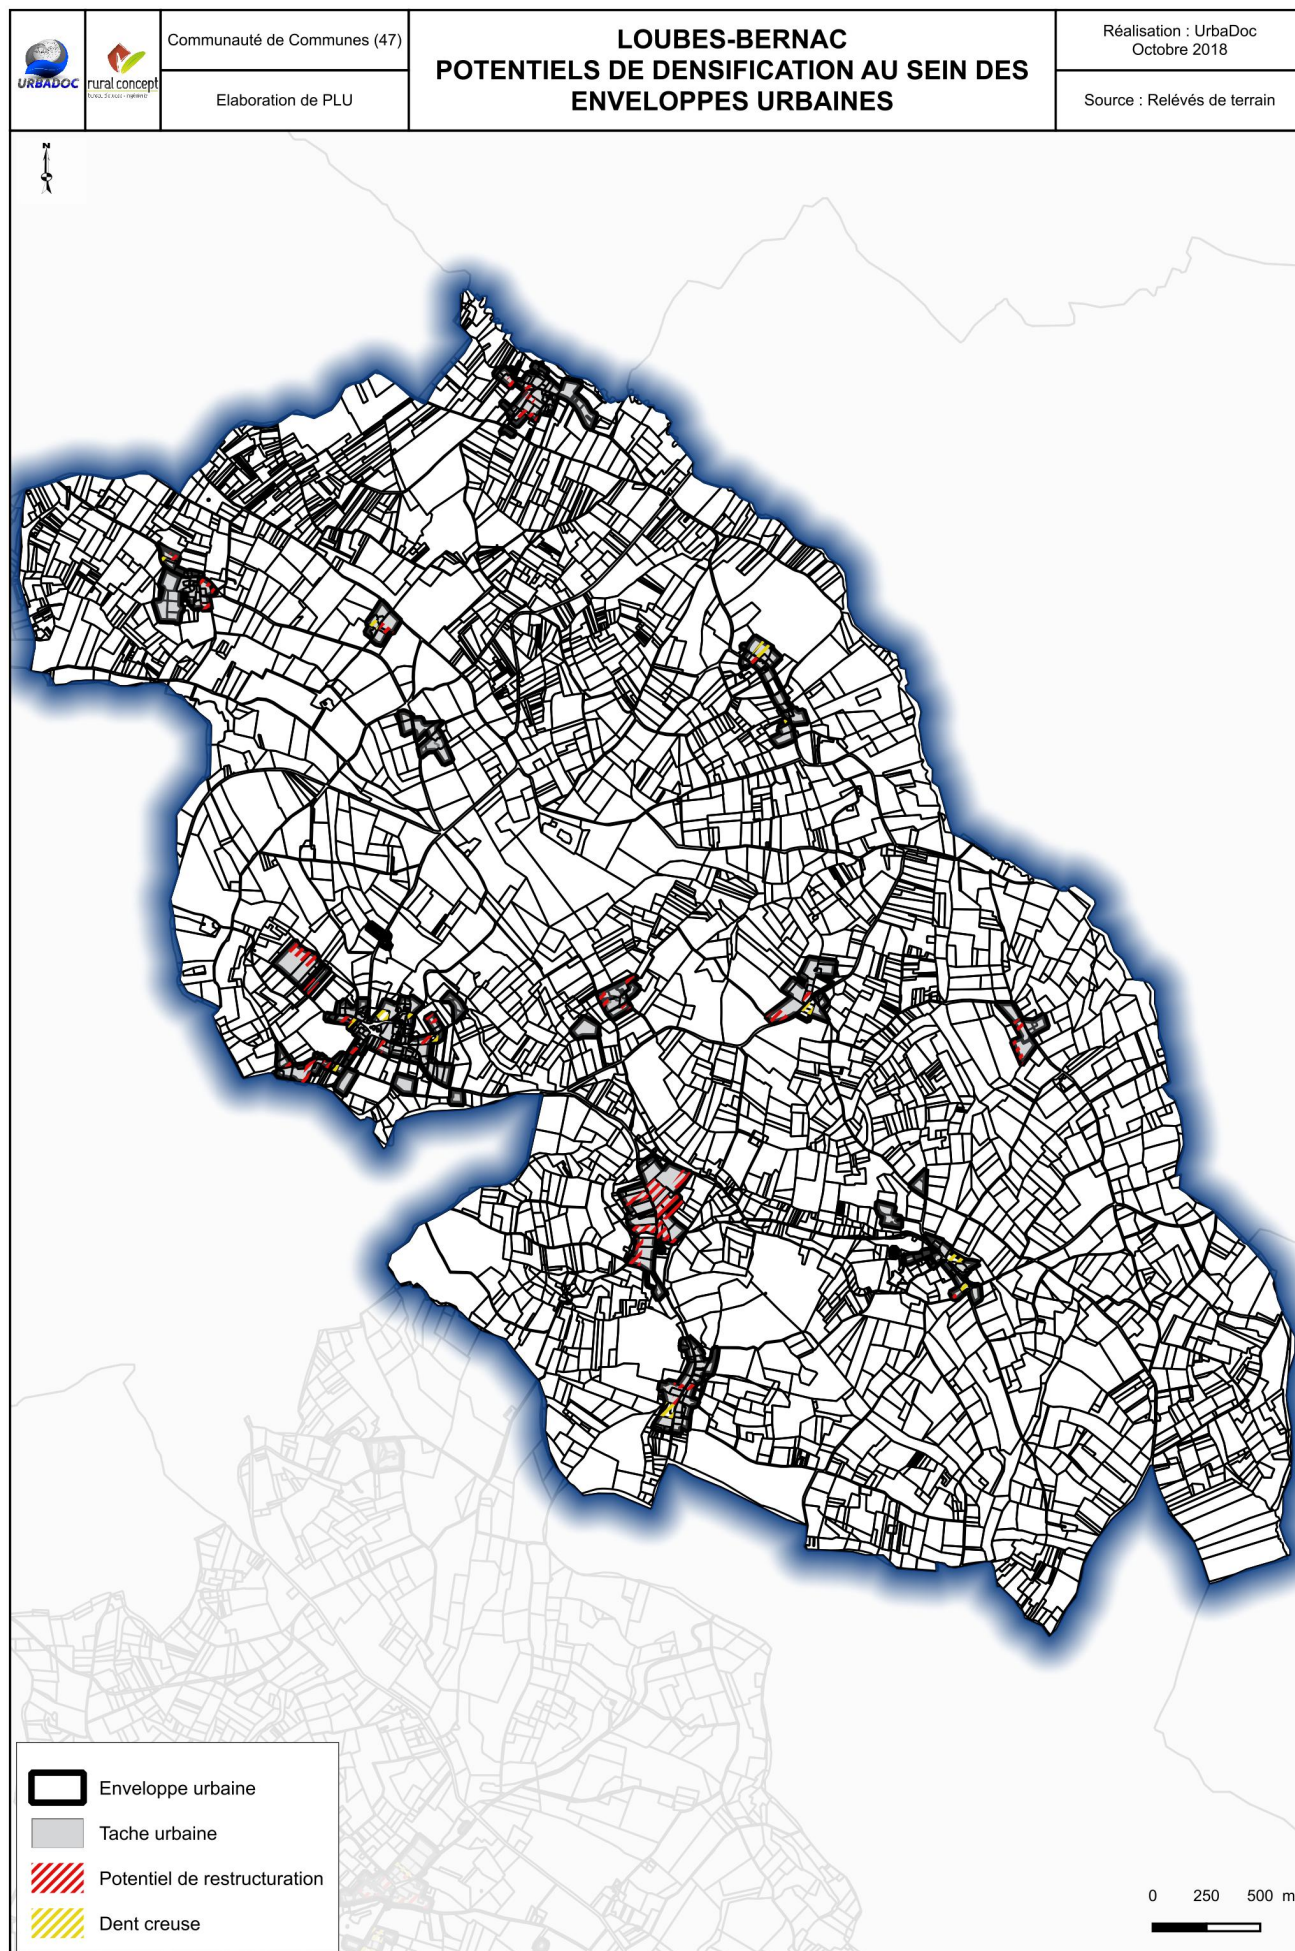 URBADOC
rural concept
Communauté de Communes (47)
Elaboration de PLU
LOUBES-BERNAC
POTENTIELS DE DENSIFICATION AU SEIN DES
ENVELOPPES URBAINES
Réalisation : UrbaDoc
Octobre 2018
Source : Relévés de terrain
N
Enveloppe urbaine
Tache urbaine
Potentiel de restructuration
Dent creuse
0 250 500 m